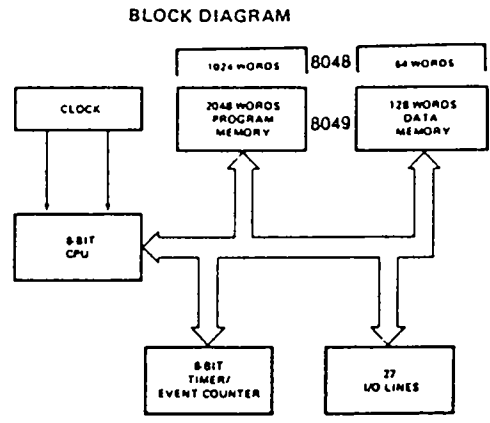 BLOCK DIAGRAM
1024 WORDS 8048 64 WORDS
CLOCK
2048 WORDS
PROGRAM
MEMORY
8049
128 WORDS
DATA
MEMORY
8-BIT
CPU
8-BIT
TIMER/
EVENT COUNTER
27
I/O LINES